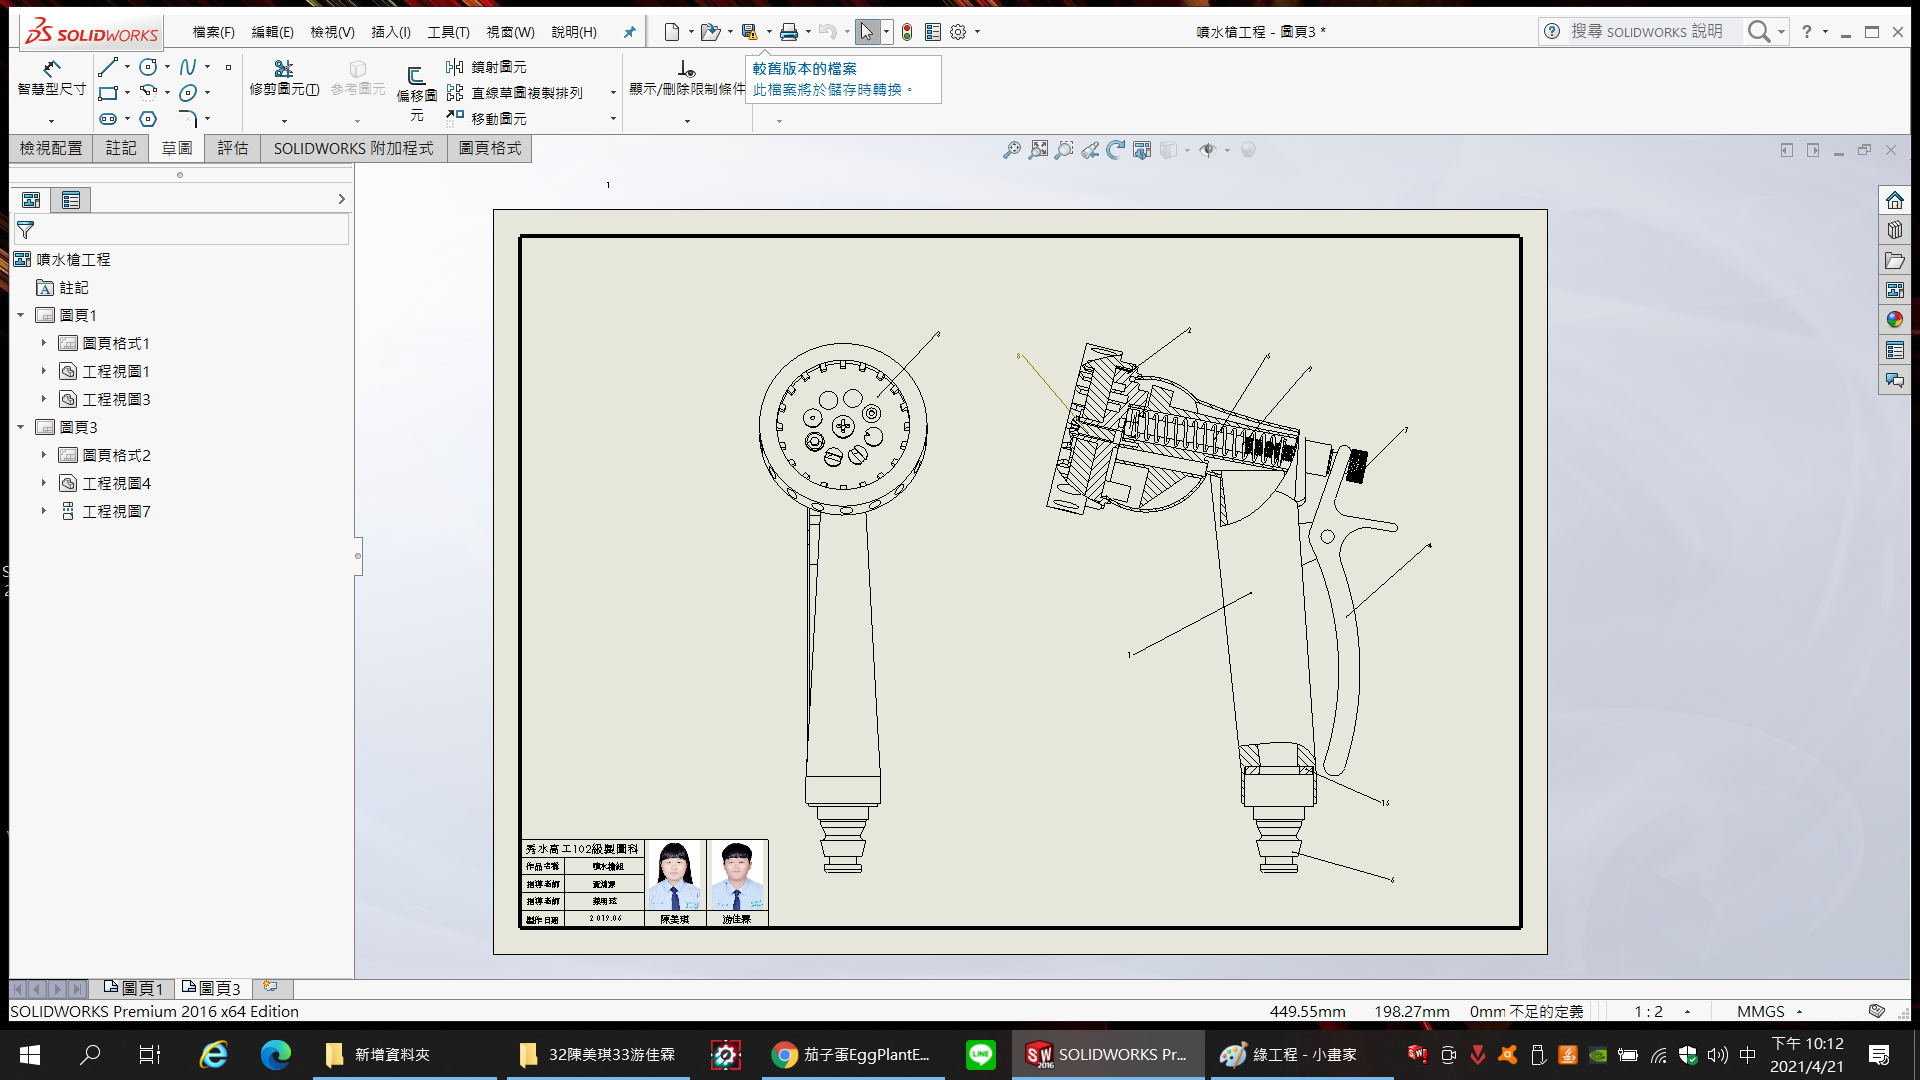 SOLIDWORKS
檔案(F) 編輯(E) 檢視(V) 插入(I) 工具(T) 視窗(W) 說明(H)
噴水槍工程 - 圖頁3 *
搜尋 SOLIDWORKS 說明
智慧型尺寸
修剪圖元(T)
參考圖元
偏移圖元
鏡射圖元
直線草圖複製排列
移動圖元
顯示/刪除限制條件
較舊版本的檔案
此檔案將於儲存時轉換。
檢視配置 註記 草圖 評估 SOLIDWORKS 附加程式 圖頁格式
1
噴水槍工程
註記
圖頁1
圖頁格式1
工程視圖1
工程視圖3
圖頁3
圖頁格式2
工程視圖4
工程視圖7
2
7
4
1
15
6
秀水高工102級製圖科
作品名稱 噴水槍組
指導老師
指導老師
製作日期 2019.06
陳美琪 游佳霖
圖頁1 圖頁3
SOLIDWORKS Premium 2016 x64 Edition
449.55mm 198.27mm 0mm 不足的定義 1 : 2 MMGS
新增資料夾
32陳美琪33游佳霖
茄子蛋EggPlantE...
LINE
SW 2016
SOLIDWORKS Pr...
綠工程 - 小畫家
中
下午 10:12
2021/4/21